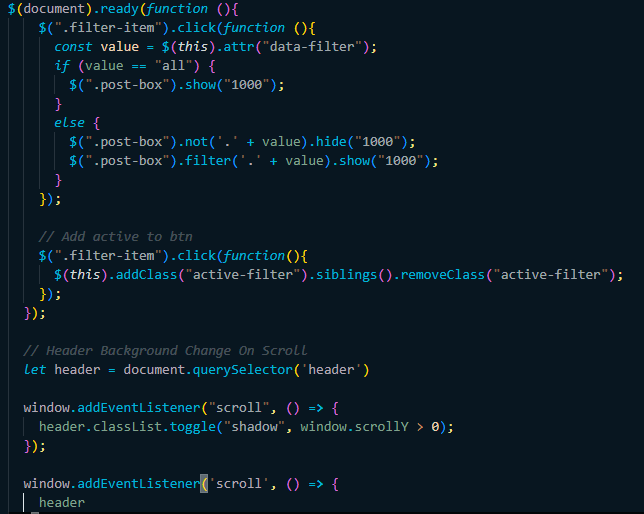 $(document).ready(function (){
$(".filter-item").click(function (){
const value = $(this).attr("data-filter");
if (value == "all") {
$(".post-box").show("1000");
}
else {
$(".post-box").not('.' + value).hide("1000");
$(".post-box").filter('.' + value).show("1000");
}
});
// Add active to btn
$(".filter-item").click(function(){
$(this).addClass("active-filter").siblings().removeClass("active-filter");
});
});
// Header Background Change On Scroll
let header = document.querySelector('header')
window.addEventListener("scroll", () => {
header.classList.toggle("shadow", window.scrollY > 0);
});
window.addEventListener('scroll', () => {
header